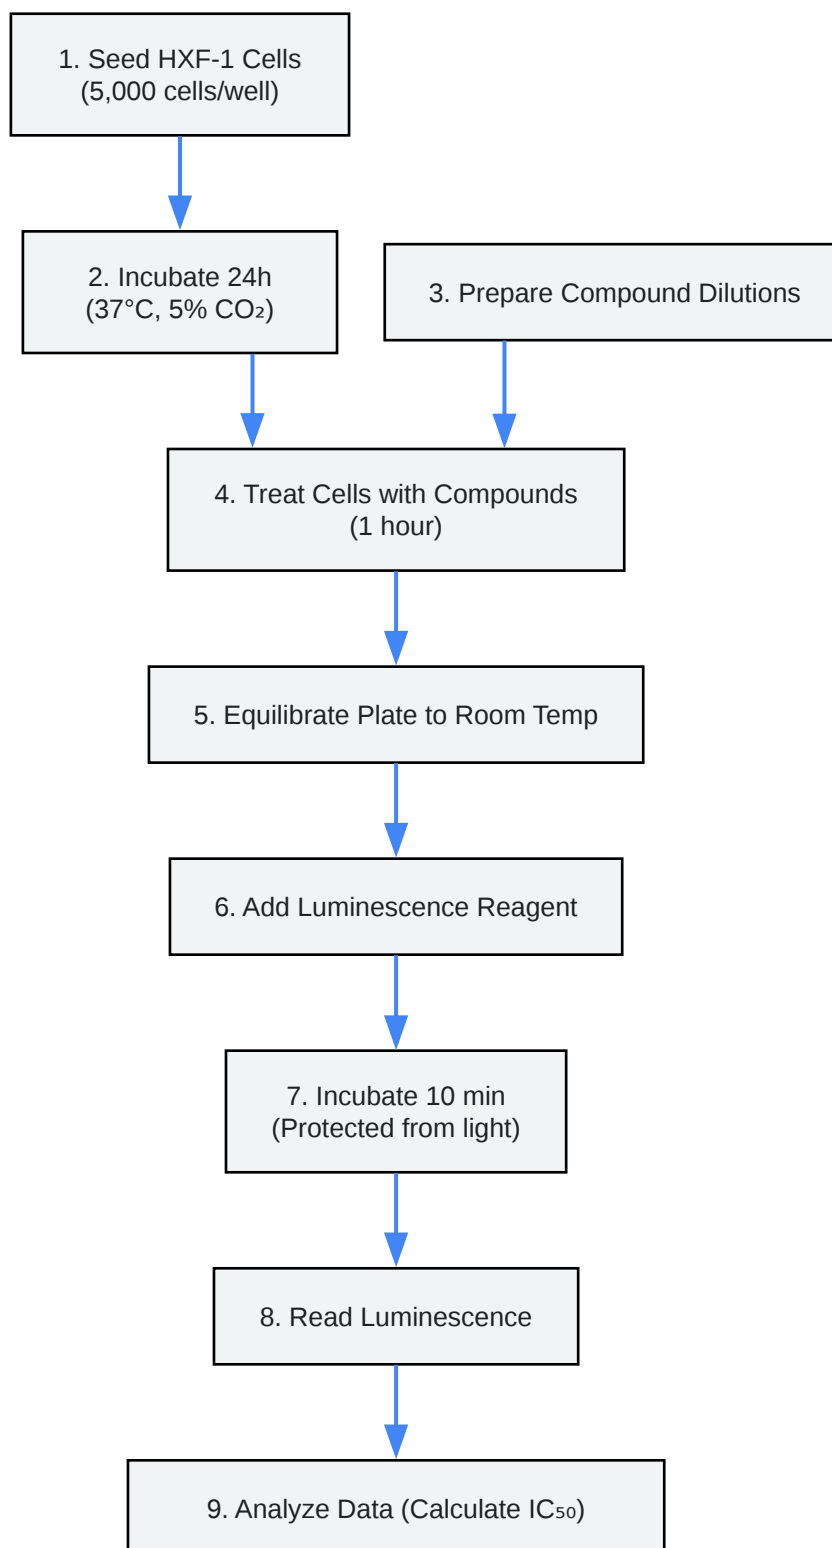 1. Seed HXF-1 Cells
(5,000 cells/well)
2. Incubate 24h
(37°C, 5% CO₂)
3. Prepare Compound Dilutions
4. Treat Cells with Compounds
(1 hour)
5. Equilibrate Plate to Room Temp
6. Add Luminescence Reagent
7. Incubate 10 min
(Protected from light)
8. Read Luminescence
9. Analyze Data (Calculate IC₅₀)